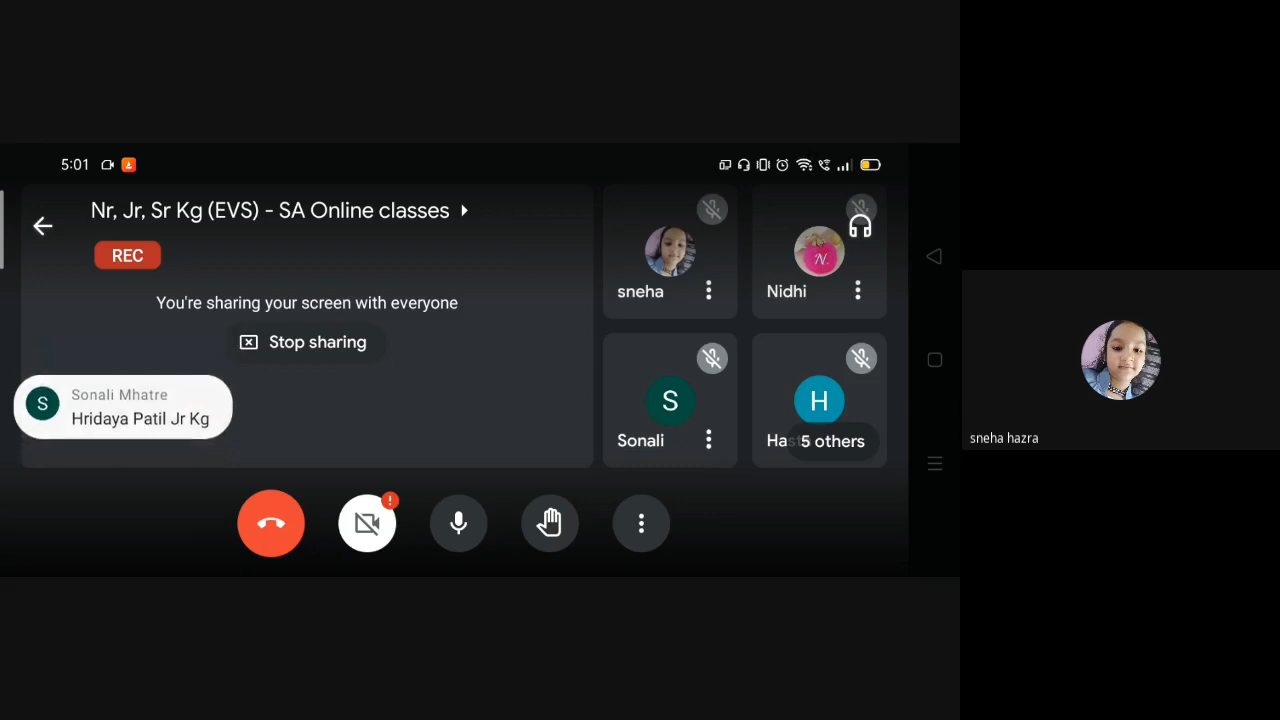 5:01
Nr, Jr, Sr Kg (EVS) - SA Online classes
REC
You're sharing your screen with everyone
Stop sharing
Sonali Mhatre
S
Hridaya Patil Jr Kg
sneha
N.
Nidhi
S
Sonali
H
5 others
!
sneha hazra